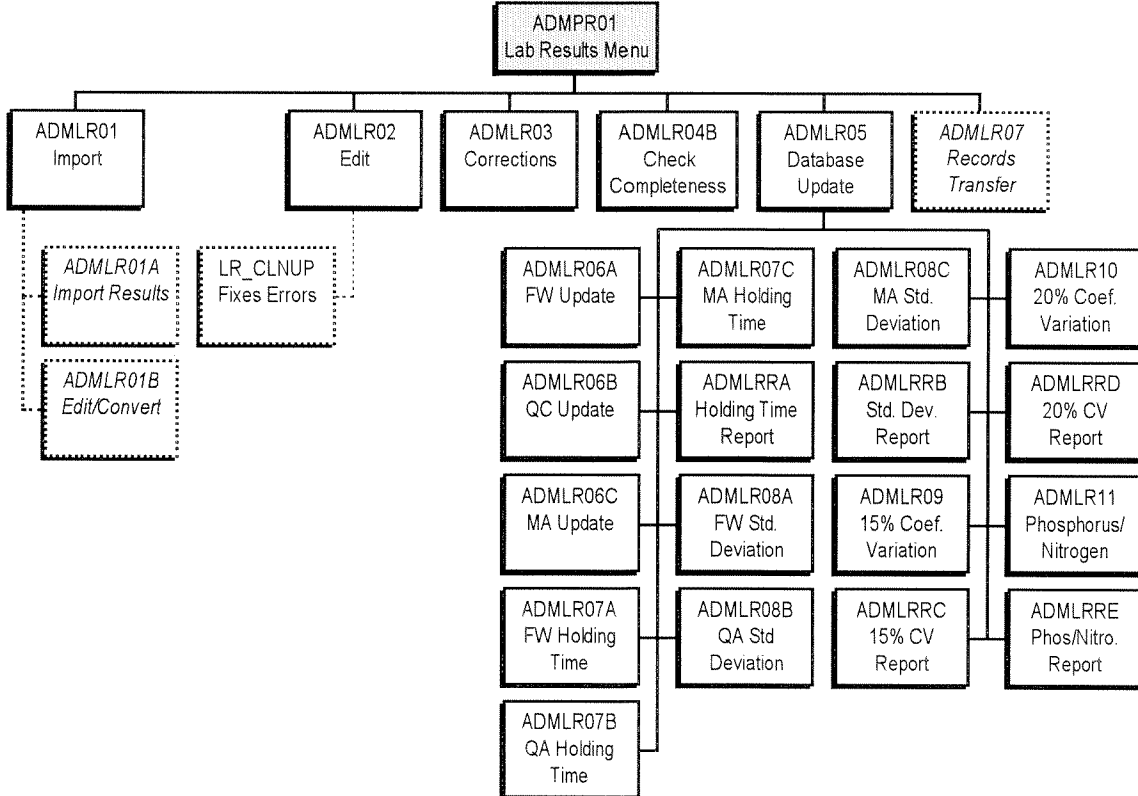 ADMPR01
Lab Results Menu
ADMLR01
Import
ADMLR02
Edit
ADMLR03
Corrections
ADMLR04B
Check
Completeness
ADMLR05
Database
Update
ADMLR07
Records
Transfer
ADMLR01A
Import Results
ADMLR01B
Edit/Convert
LR_CLNUP
Fixes Errors
ADMLR06A
FW Update
ADMLR07C
MA Holding
Time
ADMLR08C
MA Std.
Deviation
ADMLR10
20% Coef.
Variation
ADMLR06B
QC Update
ADMLRRA
Holding Time
Report
ADMLRRB
Std. Dev.
Report
ADMLRRD
20% CV
Report
ADMLR06C
MA Update
ADMLR08A
FW Std.
Deviation
ADMLR09
15% Coef.
Variation
ADMLR11
Phosphorus/
Nitrogen
ADMLR07A
FW Holding
Time
ADMLR08B
QA Std
Deviation
ADMLRRC
15% CV
Report
ADMLRRE
Phos/Nitro.
Report
ADMLR07B
QA Holding
Time